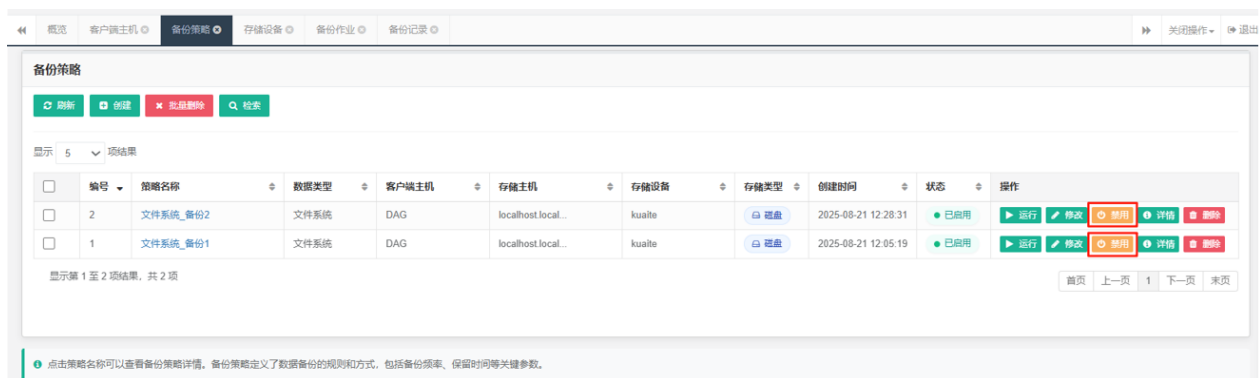 概览 客户端主机 备份策略 存储设备 备份作业 备份记录 关闭操作 退出
备份策略
刷新 创建 批量删除 检索
显示 5 项结果
编号 策略名称 数据类型 客户端主机 存储主机 存储设备 存储类型 创建时间 状态 操作
2 文件系统_备份2 文件系统 DAG localhost.local... kuaite 磁盘 2025-08-21 12:28:31 已启用 运行 修改 禁用 详情 删除
1 文件系统_备份1 文件系统 DAG localhost.local... kuaite 磁盘 2025-08-21 12:05:19 已启用 运行 修改 禁用 详情 删除
显示第 1 至 2 项结果，共 2 项 首页 上一页 1 下一页 末页
点击策略名称可以查看备份策略详情。备份策略定义了数据备份的规则和方式，包括备份频率、保留时间等关键参数。